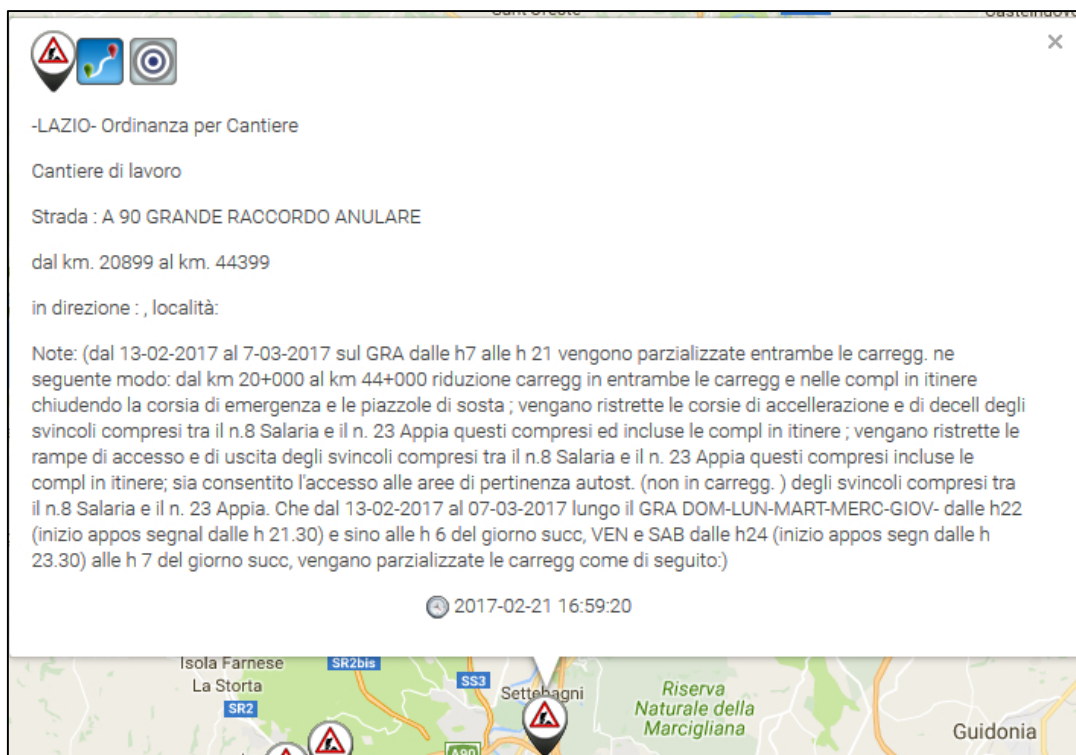 -LAZIO- Ordinanza per Cantiere
Cantiere di lavoro
Strada : A 90 GRANDE RACCORDO ANULARE
dal km. 20899 al km. 44399
in direzione : , località:
Note: (dal 13-02-2017 al 7-03-2017 sul GRA dalle h7 alle h 21 vengono parzializzate entrambe le carregg. ne
seguente modo: dal km 20+000 al km 44+000 riduzione carregg in entrambe le carregg e nelle compl in itinere
chiudendo la corsia di emergenza e le piazzole di sosta ; vengano ristrette le corsie di accellerazione e di decell degli
svincoli compresi tra il n.8 Salaria e il n. 23 Appia questi compresi ed incluse le compl in itinere ; vengano ristrette le
rampe di accesso e di uscita degli svincoli compresi tra il n.8 Salaria e il n. 23 Appia questi compresi incluse le
compl in itinere; sia consentito l'accesso alle aree di pertinenza autost. (non in carregg. ) degli svincoli compresi tra
il n.8 Salaria e il n. 23 Appia. Che dal 13-02-2017 al 07-03-2017 lungo il GRA DOM-LUN-MART-MERC-GIOV- dalle h22
(inizio appos segnal dalle h 21.30) e sino alle h 6 del giorno succ, VEN e SAB dalle h24 (inizio appos segn dalle h
23.30) alle h 7 del giorno succ, vengano parzializzate le carregg come di seguito:)
2017-02-21 16:59:20
Isola Farnese
SR2bis
La Storta
SS3
Settebagni
Riserva
Naturale della
Marcigliana
SR2
Guidonia
A90